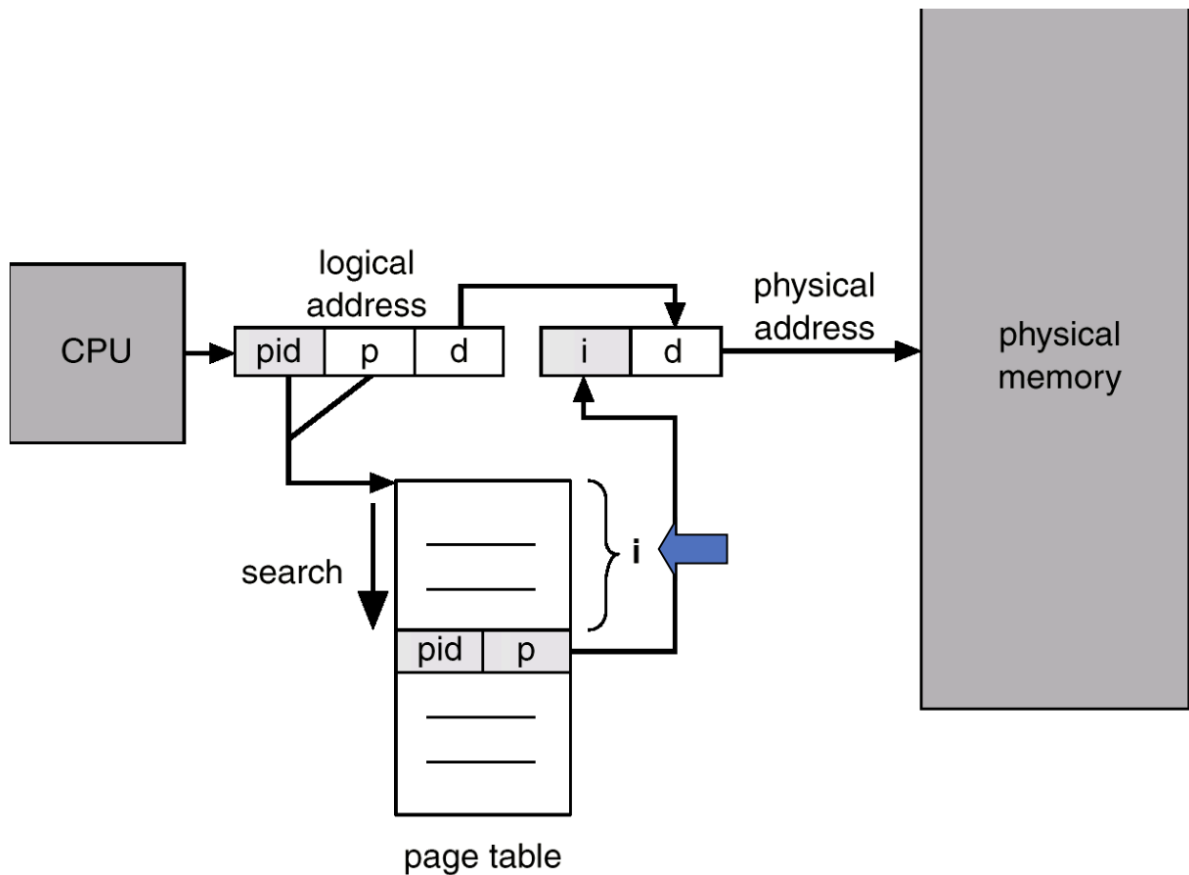 logical
address
physical
address
CPU
pid
p
d
i
d
physical
memory
search
i
pid
p
page table